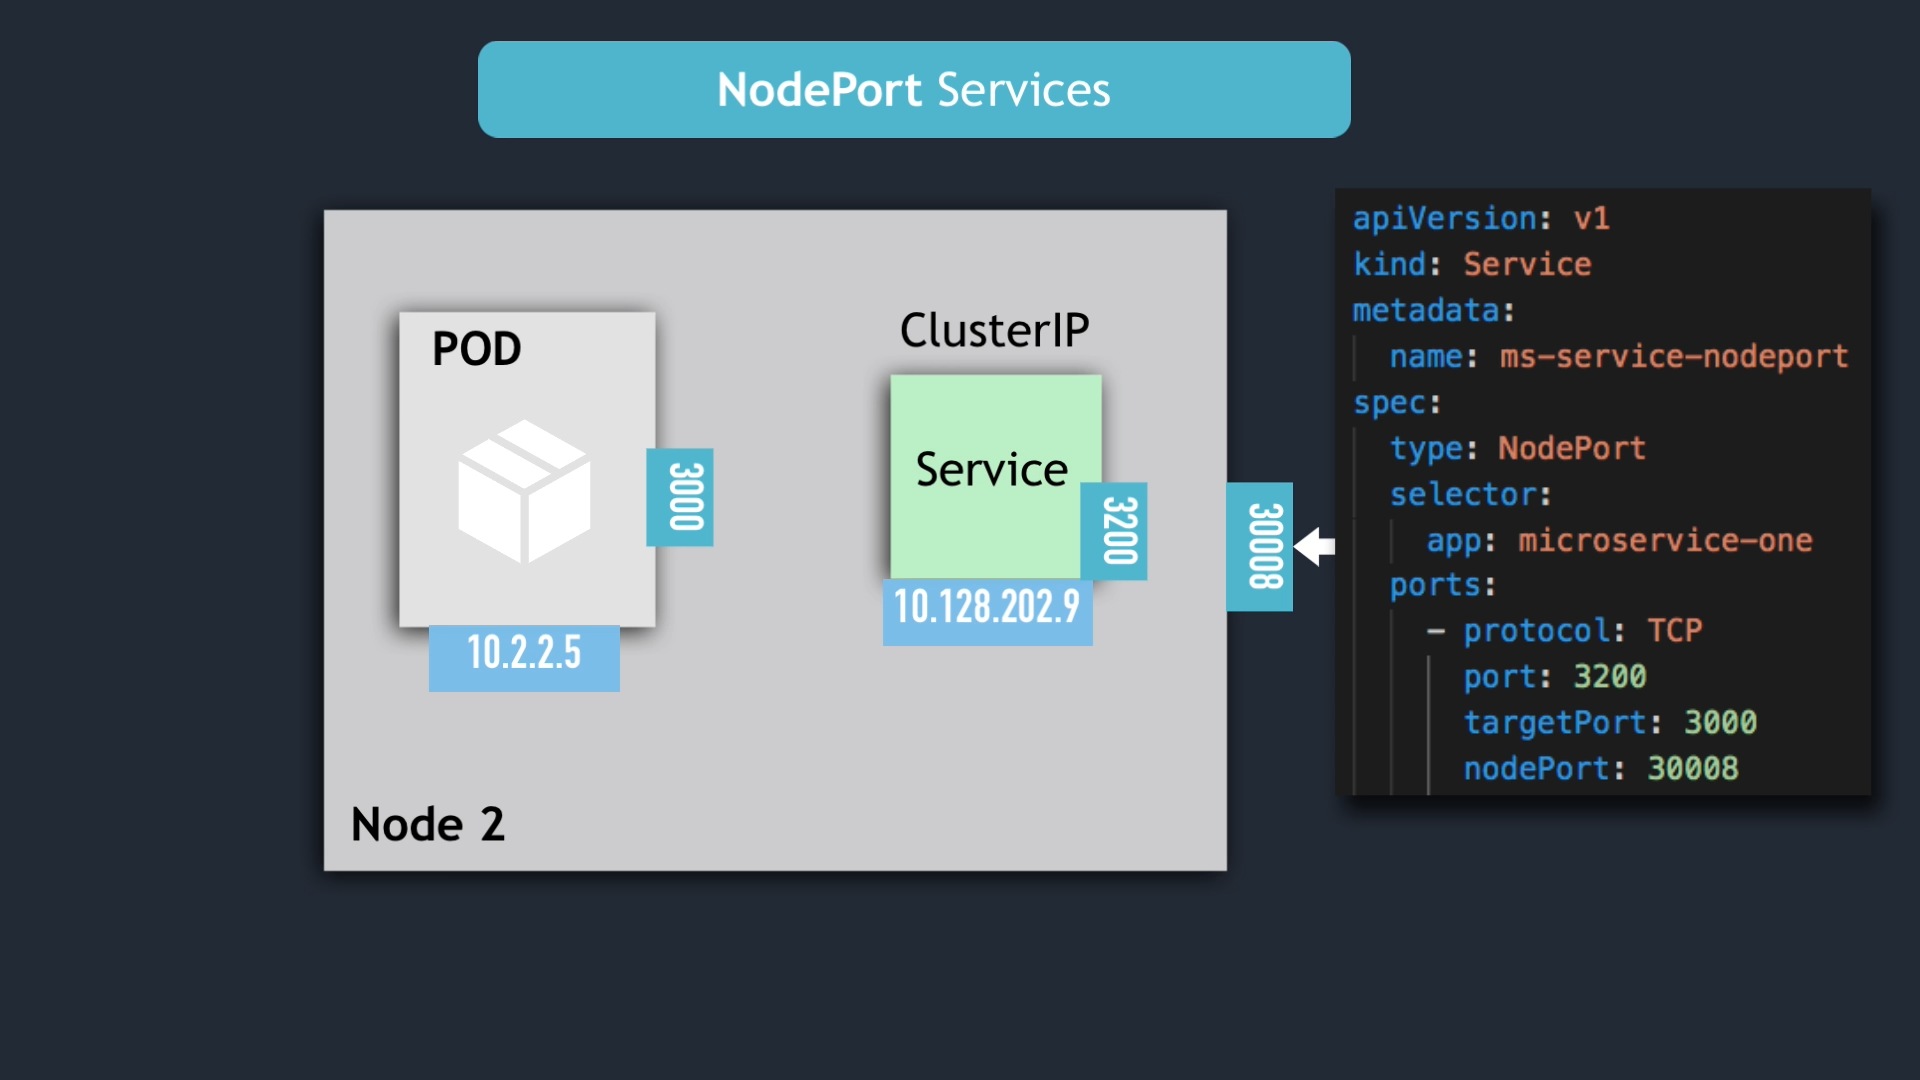 NodePort Services
POD
3000
10.2.2.5
ClusterIP
Service
3200
10.128.202.9
30008
Node 2
apiVersion: v1
kind: Service
metadata:
  name: ms-service-nodeport
spec:
  type: NodePort
  selector:
    app: microservice-one
  ports:
    - protocol: TCP
      port: 3200
      targetPort: 3000
      nodePort: 30008